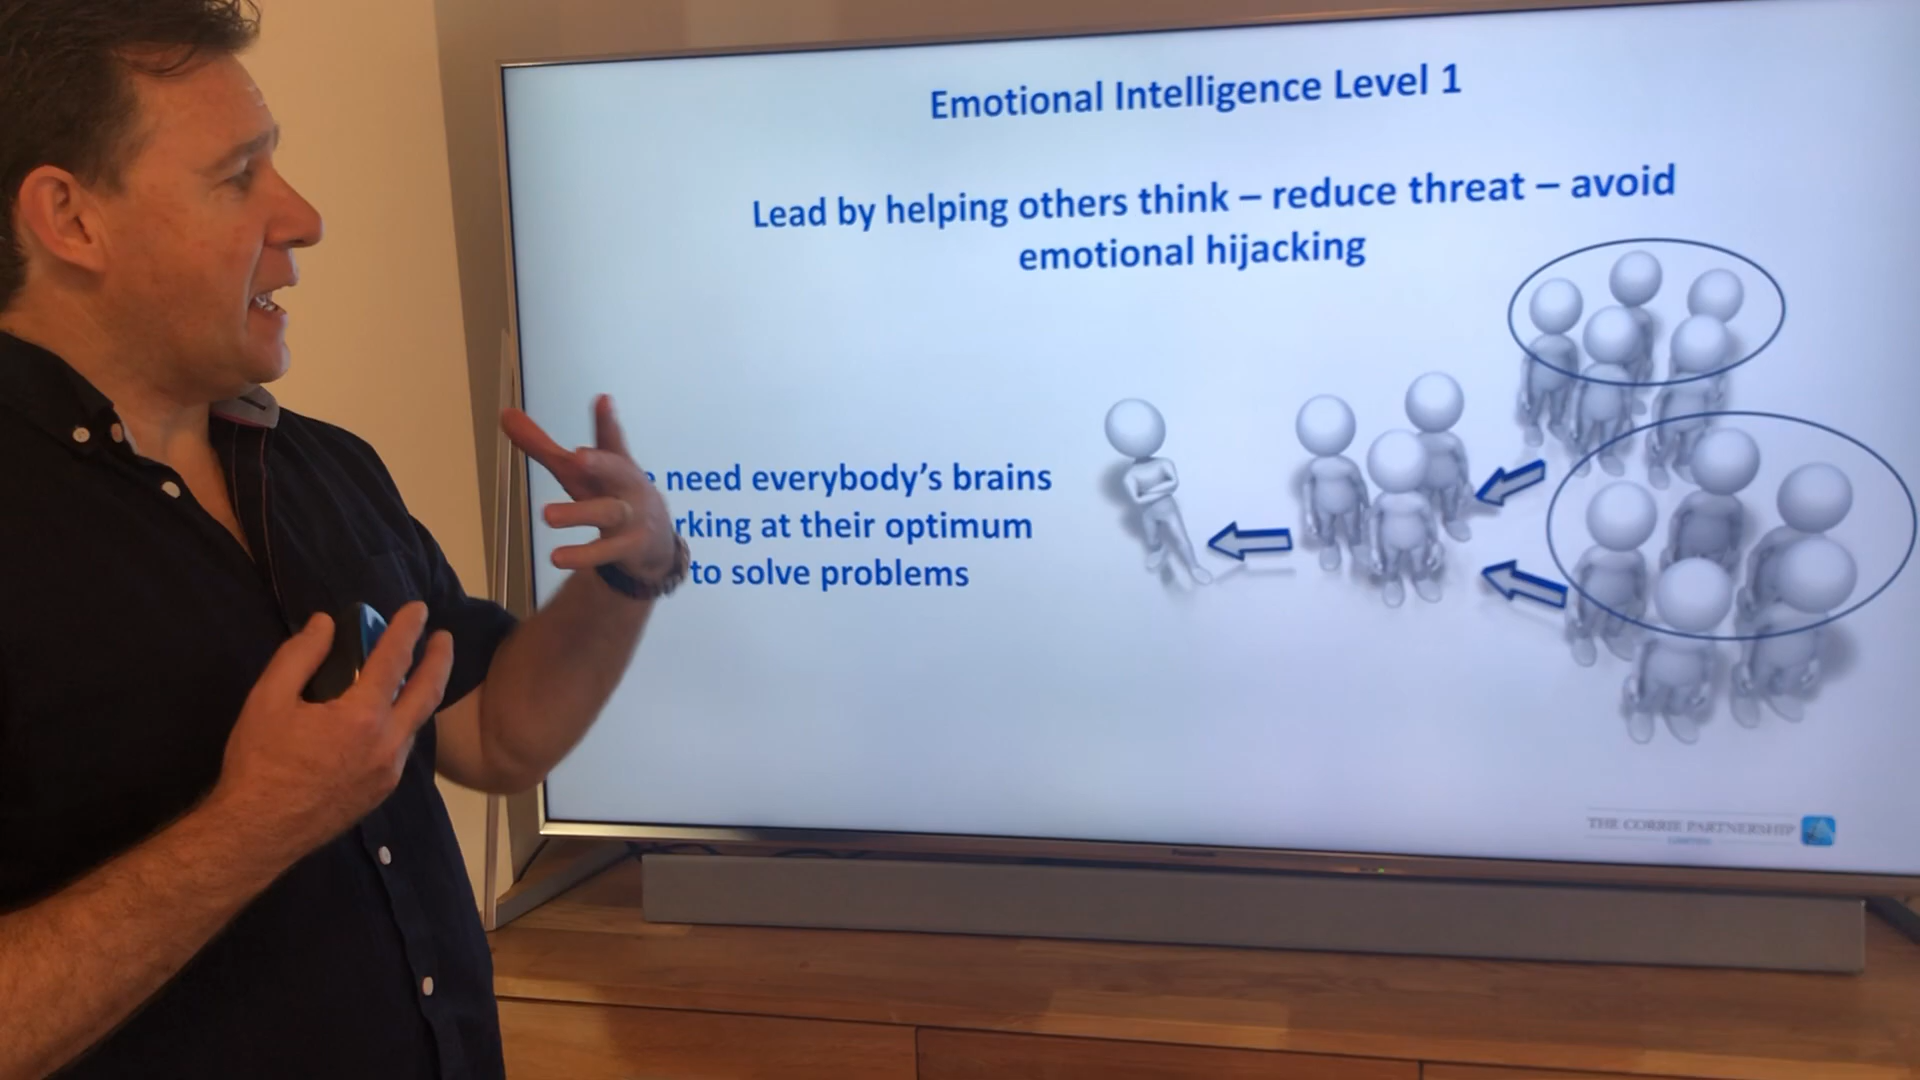 Emotional Intelligence Level 1
Lead by helping others think – reduce threat – avoid
emotional hijacking
need everybody’s brains
rking at their optimum
to solve problems
THE CORRIE PARTNERSHIP